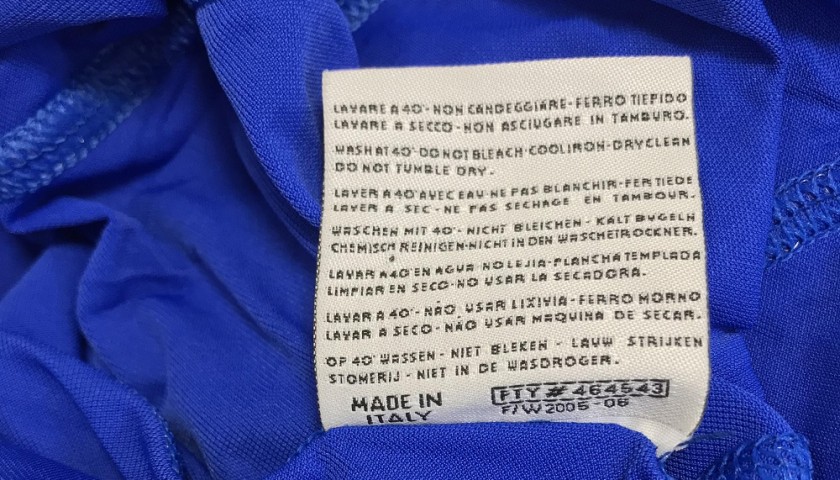 LAVARE A 40°-NON CANDEGGIARE-FERRO TIEPIDO
LAVARE A SECCO-NON ASCIUGARE IN TAMBURO.
WASH AT 40°-DO NOT BLEACH-COOL IRON-DRYCLEAN
DO NOT TUMBLE DRY.
LAVER A 40°AVEC EAU-NE PAS BLANCHIR-FER TIEDE
LAVER A SEC-NE PAS SECHAGE EN TAMBOUR.
WASCHEN MIT 40°- NICHT BLEICHEN - KALT BUGELN
CHEMISCH REINIGEN-NICHT IN DEN WASCHETROCKNER.
LAVAR A40°EN AGUA NO LEJIA-PLANCHA TEMPLADA
LIMPIAR EN SECO-NO USAR LA SECADORA.
LAVAR A 40°-NÃO USAR LIXIVIA-FERRO MORNO
LAVAR A SECO-NÃO USAR MAQUINA DE SECAR.
OP 40°WASSEN - NIET BLEKEN - LAUW STRIJKEN
STOMERIJ - NIET IN DE WASDROGER.
MADE IN
ITALY
FTY # 464543
F/W 2005-06